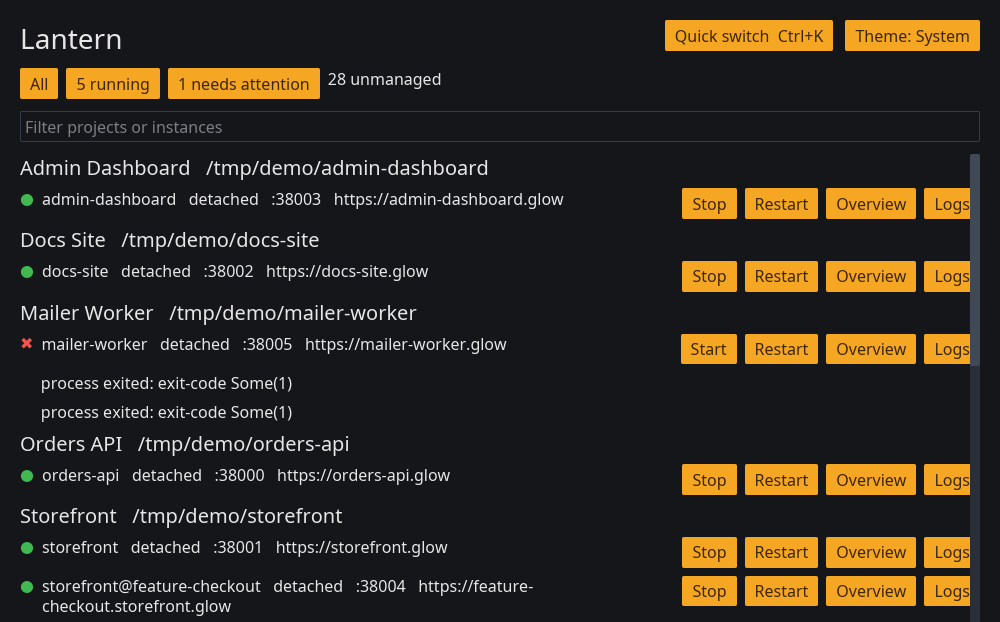 Lantern Quick switch Ctrl+K Theme: System
All 5 running 1 needs attention 28 unmanaged
Filter projects or instances
Admin Dashboard /tmp/demo/admin-dashboard
admin-dashboard detached :38003 https://admin-dashboard.glow Stop Restart Overview Logs
Docs Site /tmp/demo/docs-site
docs-site detached :38002 https://docs-site.glow Stop Restart Overview Logs
Mailer Worker /tmp/demo/mailer-worker
mailer-worker detached :38005 https://mailer-worker.glow Start Restart Overview Logs
process exited: exit-code Some(1)
process exited: exit-code Some(1)
Orders API /tmp/demo/orders-api
orders-api detached :38000 https://orders-api.glow Stop Restart Overview Logs
Storefront /tmp/demo/storefront
storefront detached :38001 https://storefront.glow Stop Restart Overview Logs
storefront@feature-checkout detached :38004 https://feature- Stop Restart Overview Logs
checkout.storefront.glow